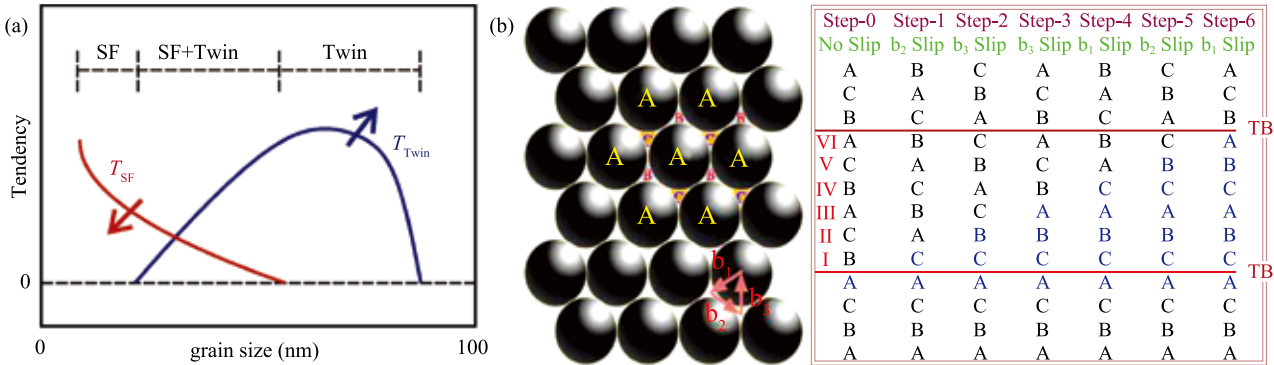 (a)
SF SF+Twin Twin
Tendency
T_SF
T_Twin
0
0 grain size (nm) 100
(b)
A A
B B
C C
A A A
B B
C C
A A
b1
b2 b3
Step-0 Step-1 Step-2 Step-3 Step-4 Step-5 Step-6
No Slip b2 Slip b3 Slip b3 Slip b1 Slip b2 Slip b1 Slip
A B C A B C A
C A B C A B C
B C A B C A B
TB
VI A B C A B C A
V C A B C A B B
IV B C A B C C C
III A B C A A A A
II C A B B B B B
I B C C C C C C
TB
A A A A A A A
C C C C C C C
B B B B B B B
A A A A A A A